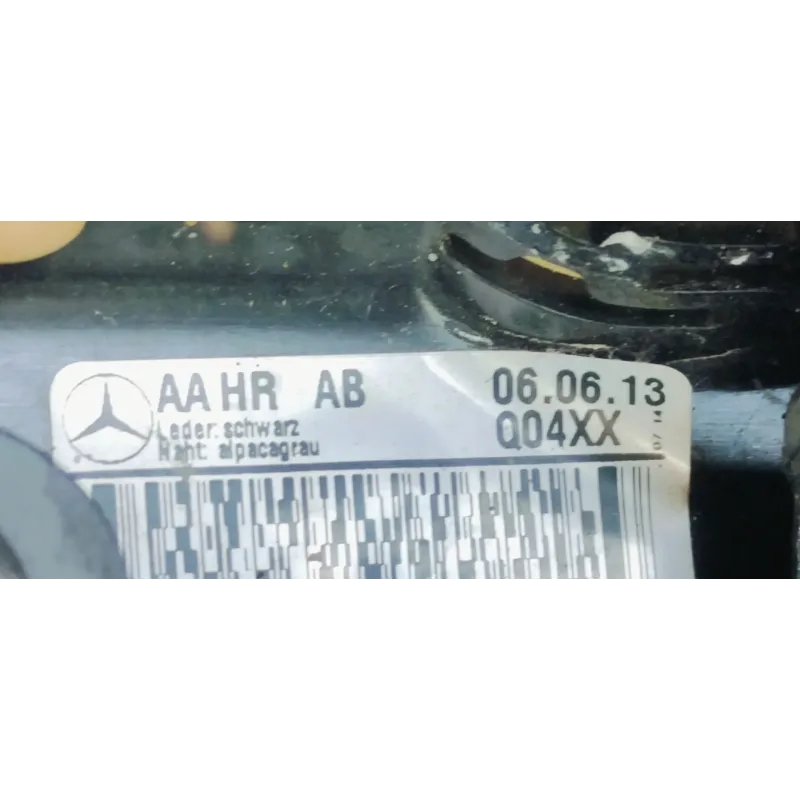 AA HR AB 06.06.13
Leder: schwarz Q04XX
Naht: alpacagrau